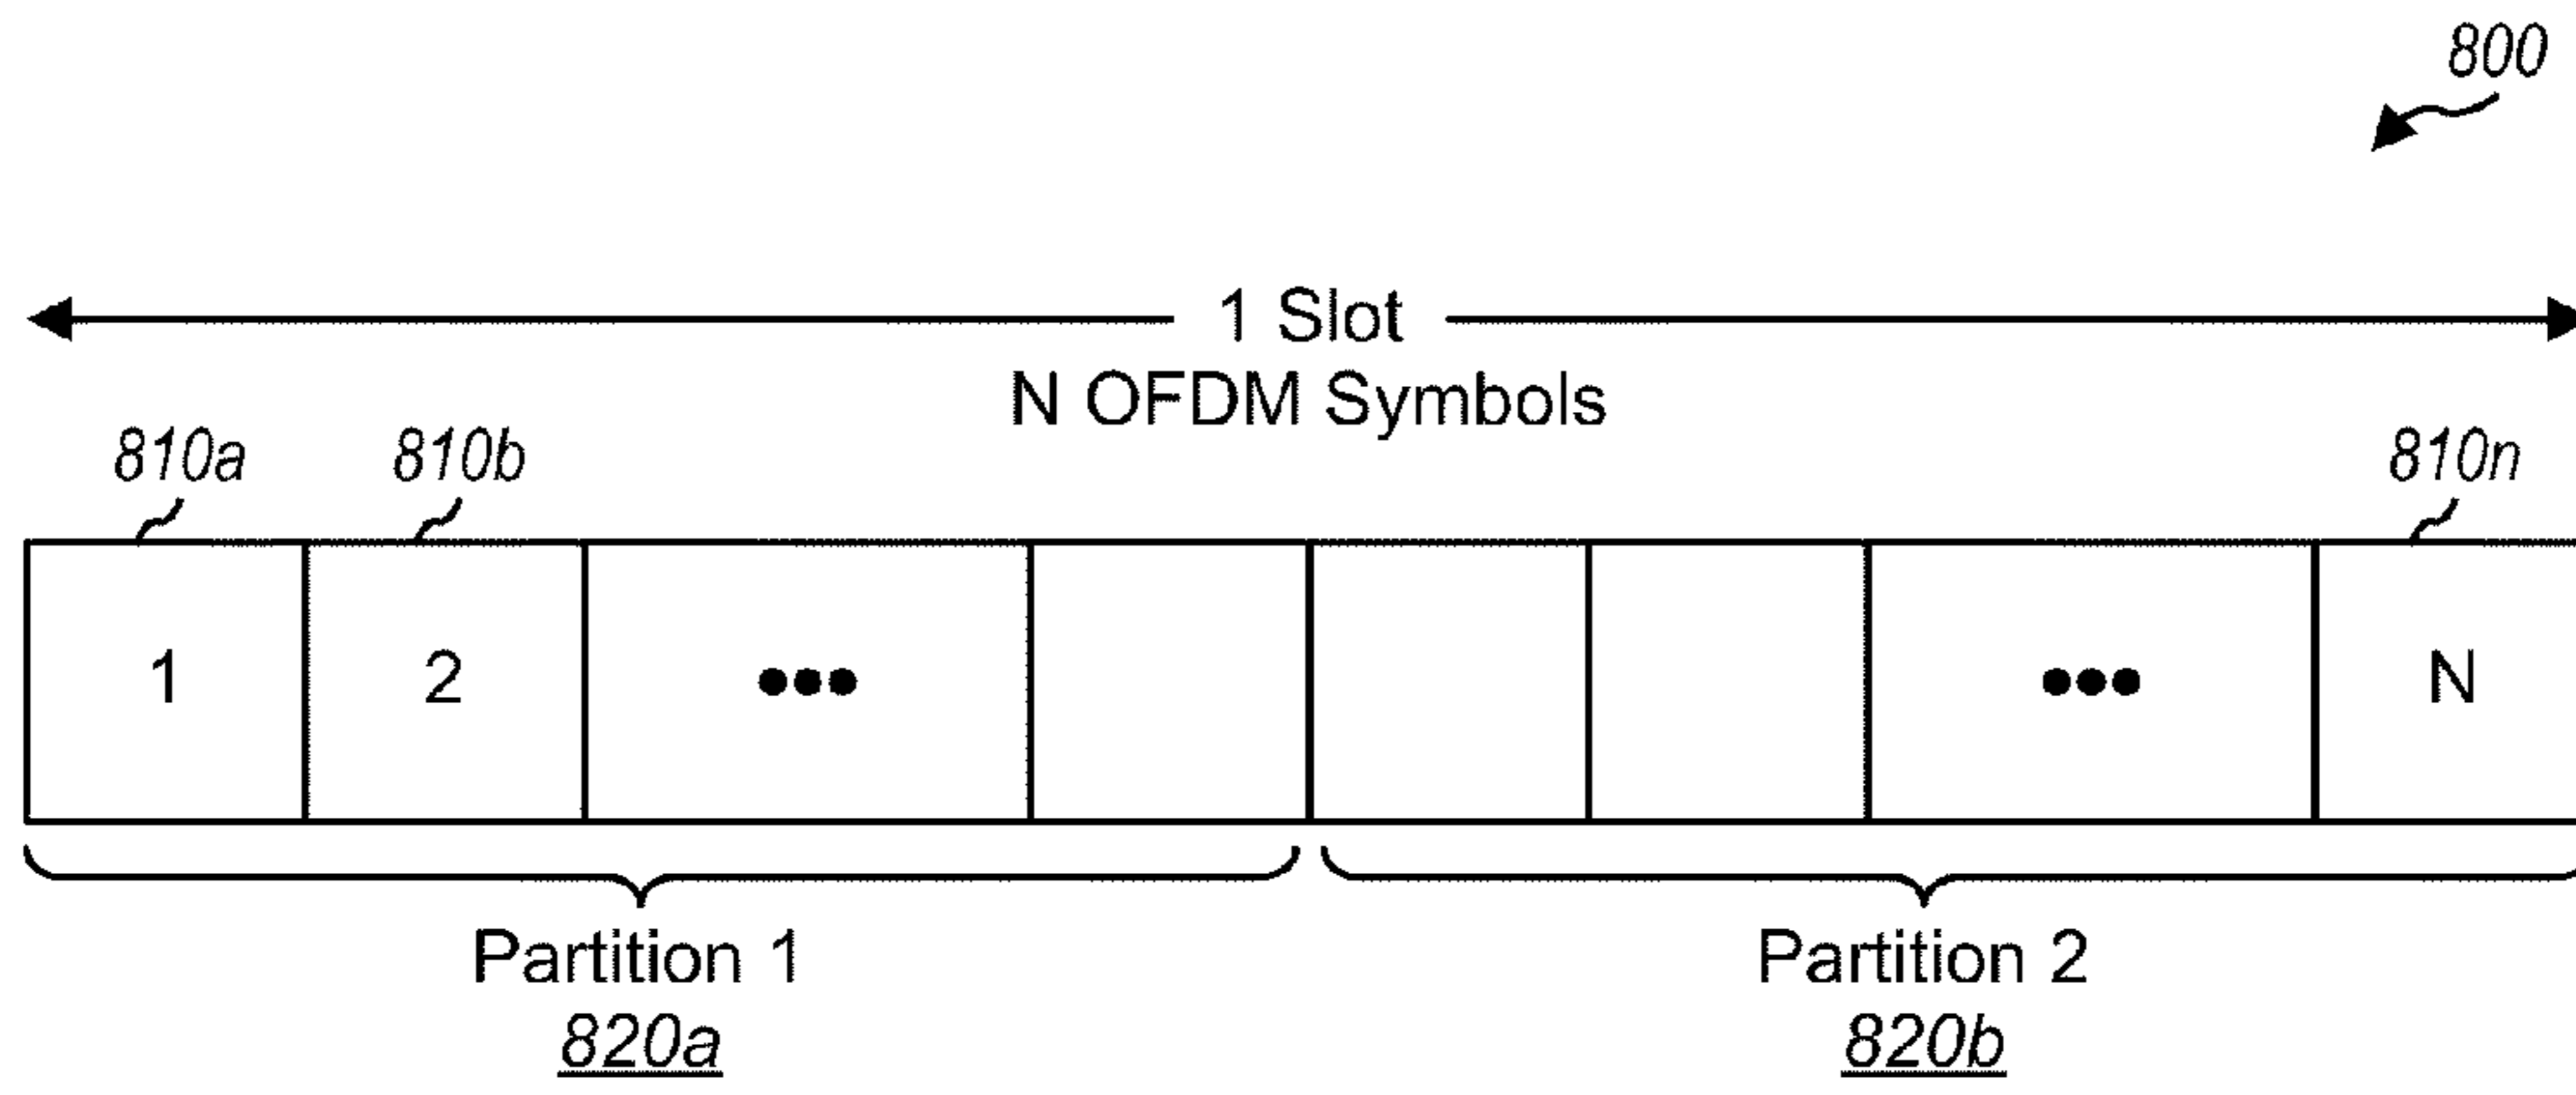 800
1 Slot
N OFDM Symbols
810a 810b 810n
1 2 ••• ••• N
Partition 1 Partition 2
820a 820b